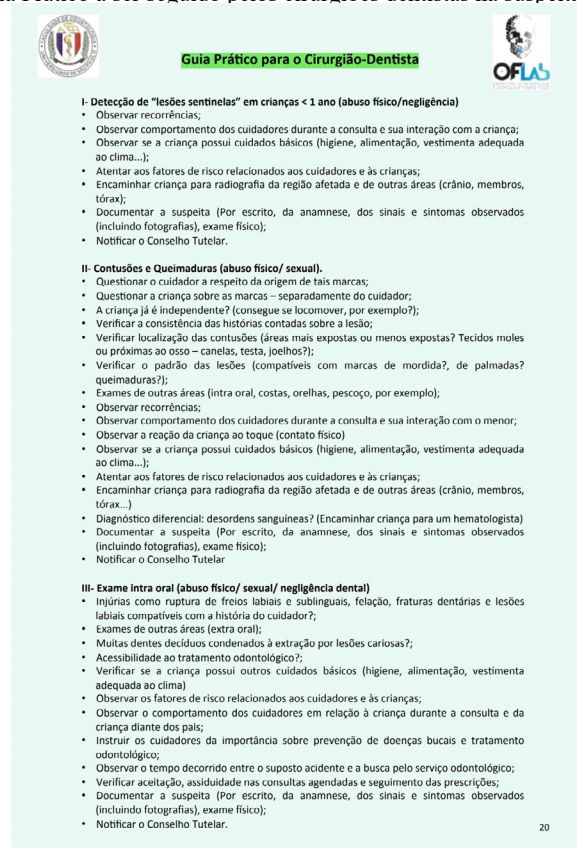 Guia Prático para o Cirurgião-Dentista
OFLAB
I- Detecção de “lesões sentinelas” em crianças < 1 ano (abuso físico/negligência)
• Observar recorrências;
• Observar comportamento dos cuidadores durante a consulta e sua interação com a criança;
• Observar se a criança possui cuidados básicos (higiene, alimentação, vestimenta adequada
ao clima...);
• Atentar aos fatores de risco relacionados aos cuidadores e às crianças;
• Encaminhar criança para radiografia da região afetada e de outras áreas (crânio, membros,
tórax);
• Documentar a suspeita (Por escrito, da anamnese, dos sinais e sintomas observados
(incluindo fotografias), exame físico);
• Notificar o Conselho Tutelar.
II- Contusões e Queimaduras (abuso físico/ sexual).
• Questionar o cuidador a respeito da origem de tais marcas;
• Questionar a criança sobre as marcas – separadamente do cuidador;
• A criança já é independente? (consegue se locomover, por exemplo?);
• Verificar a consistência das histórias contadas sobre a lesão;
• Verificar localização das contusões (áreas mais expostas ou menos expostas? Tecidos moles
ou próximas ao osso – canelas, testa, joelhos?);
• Verificar o padrão das lesões (compatíveis com marcas de mordida?, de palmadas?
queimaduras?);
• Exames de outras áreas (intra oral, costas, orelhas, pescoço, por exemplo);
• Observar recorrências;
• Observar comportamento dos cuidadores durante a consulta e sua interação com o menor;
• Observar a reação da criança ao toque (contato físico)
• Observar se a criança possui cuidados básicos (higiene, alimentação, vestimenta adequada
ao clima...);
• Atentar aos fatores de risco relacionados aos cuidadores e às crianças;
• Encaminhar criança para radiografia da região afetada e de outras áreas (crânio, membros,
tórax...)
• Diagnóstico diferencial: desordens sanguíneas? (Encaminhar criança para um hematologista)
• Documentar a suspeita (Por escrito, da anamnese, dos sinais e sintomas observados
(incluindo fotografias), exame físico);
• Notificar o Conselho Tutelar
III- Exame intra oral (abuso físico/ sexual/ negligência dental)
• Injúrias como ruptura de freios labiais e sublinguais, felação, fraturas dentárias e lesões
labiais compatíveis com a história do cuidador?;
• Exames de outras áreas (extra oral);
• Muitas dentes decíduos condenados à extração por lesões cariosas?;
• Acessibilidade ao tratamento odontológico?;
• Verificar se a criança possui outros cuidados básicos (higiene, alimentação, vestimenta
adequada ao clima)
• Observar os fatores de risco relacionados aos cuidadores e às crianças;
• Observar o comportamento dos cuidadores em relação à criança durante a consulta e da
criança diante dos pais;
• Instruir os cuidadores da importância sobre prevenção de doenças bucais e tratamento
odontológico;
• Observar o tempo decorrido entre o suposto acidente e a busca pelo serviço odontológico;
• Verificar aceitação, assiduidade nas consultas agendadas e seguimento das prescrições;
• Documentar a suspeita (Por escrito, da anamnese, dos sinais e sintomas observados
(incluindo fotografias), exame físico);
• Notificar o Conselho Tutelar.
20